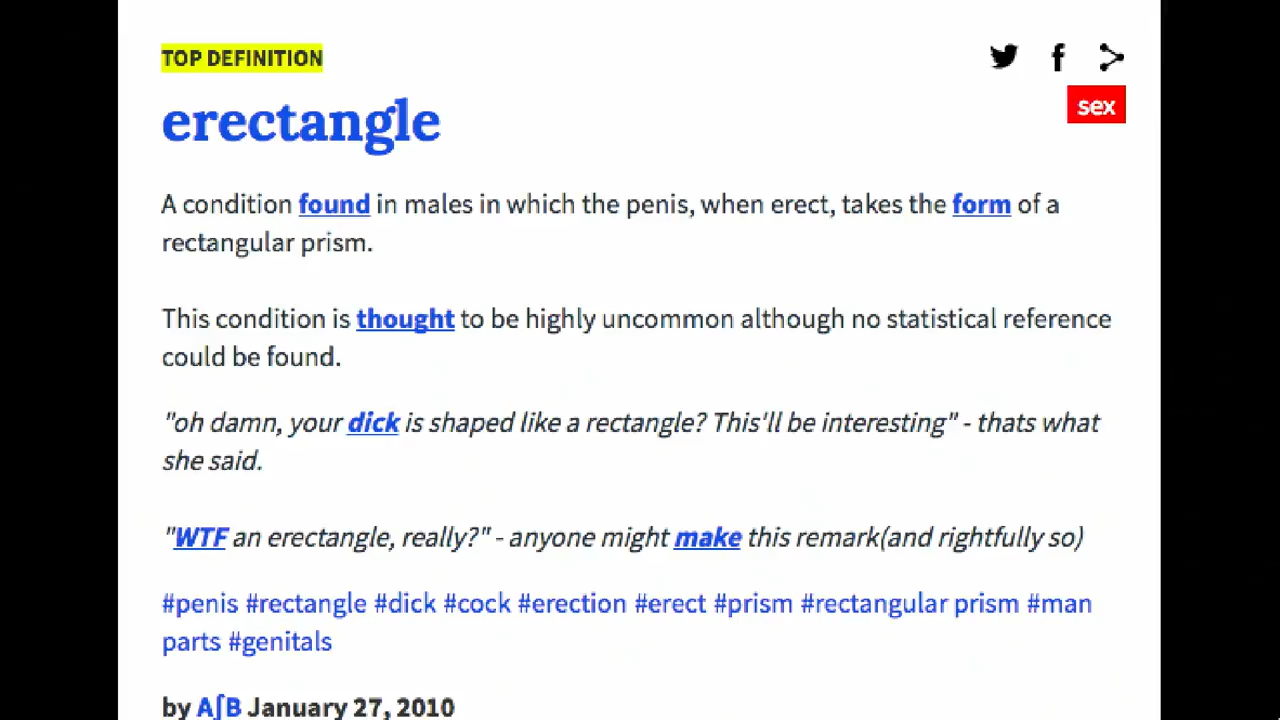 TOP DEFINITION
sex
erectangle
A condition found in males in which the penis, when erect, takes the form of a
rectangular prism.
This condition is thought to be highly uncommon although no statistical reference
could be found.
"oh damn, your dick is shaped like a rectangle? This'll be interesting" - thats what
she said.
"WTF an erectangle, really?" - anyone might make this remark(and rightfully so)
#penis #rectangle #dick #cock #erection #erect #prism #rectangular prism #man
parts #genitals
by A∫B January 27, 2010